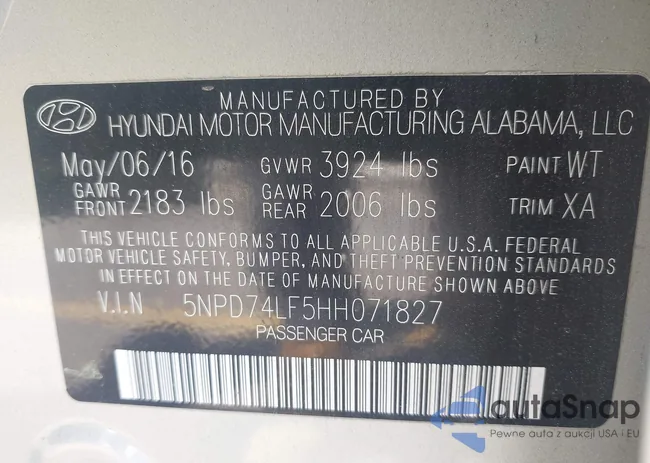 MANUFACTURED BY
HYUNDAI MOTOR MANUFACTURING ALABAMA, LLC
May/06/16 GVWR 3924 lbs PAINT WT
GAWR FRONT 2183 lbs GAWR REAR 2006 lbs TRIM XA
THIS VEHICLE CONFORMS TO ALL APPLICABLE U.S.A. FEDERAL
MOTOR VEHICLE SAFETY, BUMPER, AND THEFT PREVENTION STANDARDS
IN EFFECT ON THE DATE OF MANUFACTURE SHOWN ABOVE.
V.I.N 5NPD74LF5HH071827
PASSENGER CAR
autoSnap
Pewne auta z aukcji USA i EU